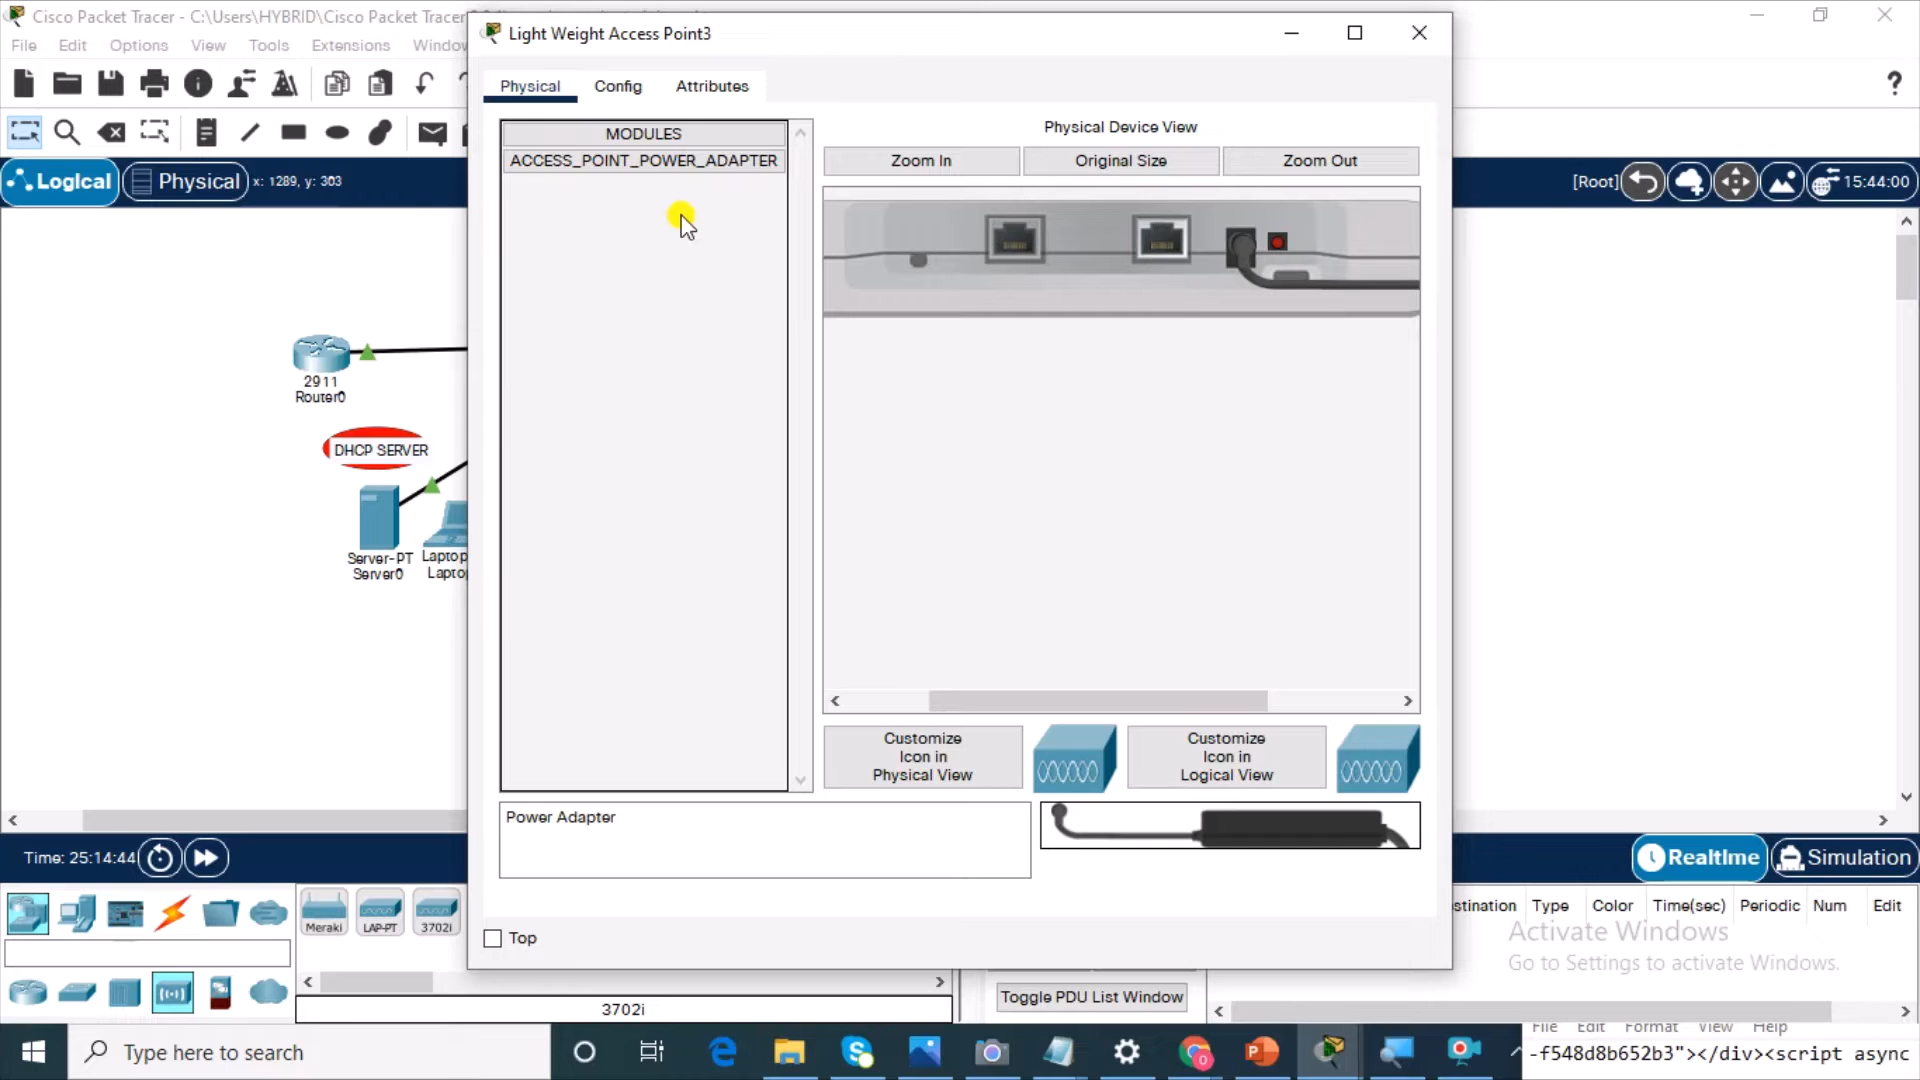 Cisco Packet Tracer - C:\Users\HYBRID\Cisco Packet Tracer
File Edit Options View Tools Extensions Window
Light Weight Access Point3
Physical Config Attributes
MODULES
ACCESS_POINT_POWER_ADAPTER
Physical Device View
Zoom In Original Size Zoom Out
Logical Physical x: 1289, y: 303
[Root] 15:44:00
2911
Router0
DHCP SERVER
Server-PT
Server0
Laptop
Laptop
Customize
Icon in
Physical View
Customize
Icon in
Logical View
Power Adapter
Top
Time: 25:14:44
Realtime Simulation
Meraki LAP-PT 3702i
3702i
stination Type Color Time(sec) Periodic Num Edit
Activate Windows
Go to Settings to activate Windows.
Toggle PDU List Window
File Edit Format View Help
Type here to search
-f548d8b652b3"></div><script async